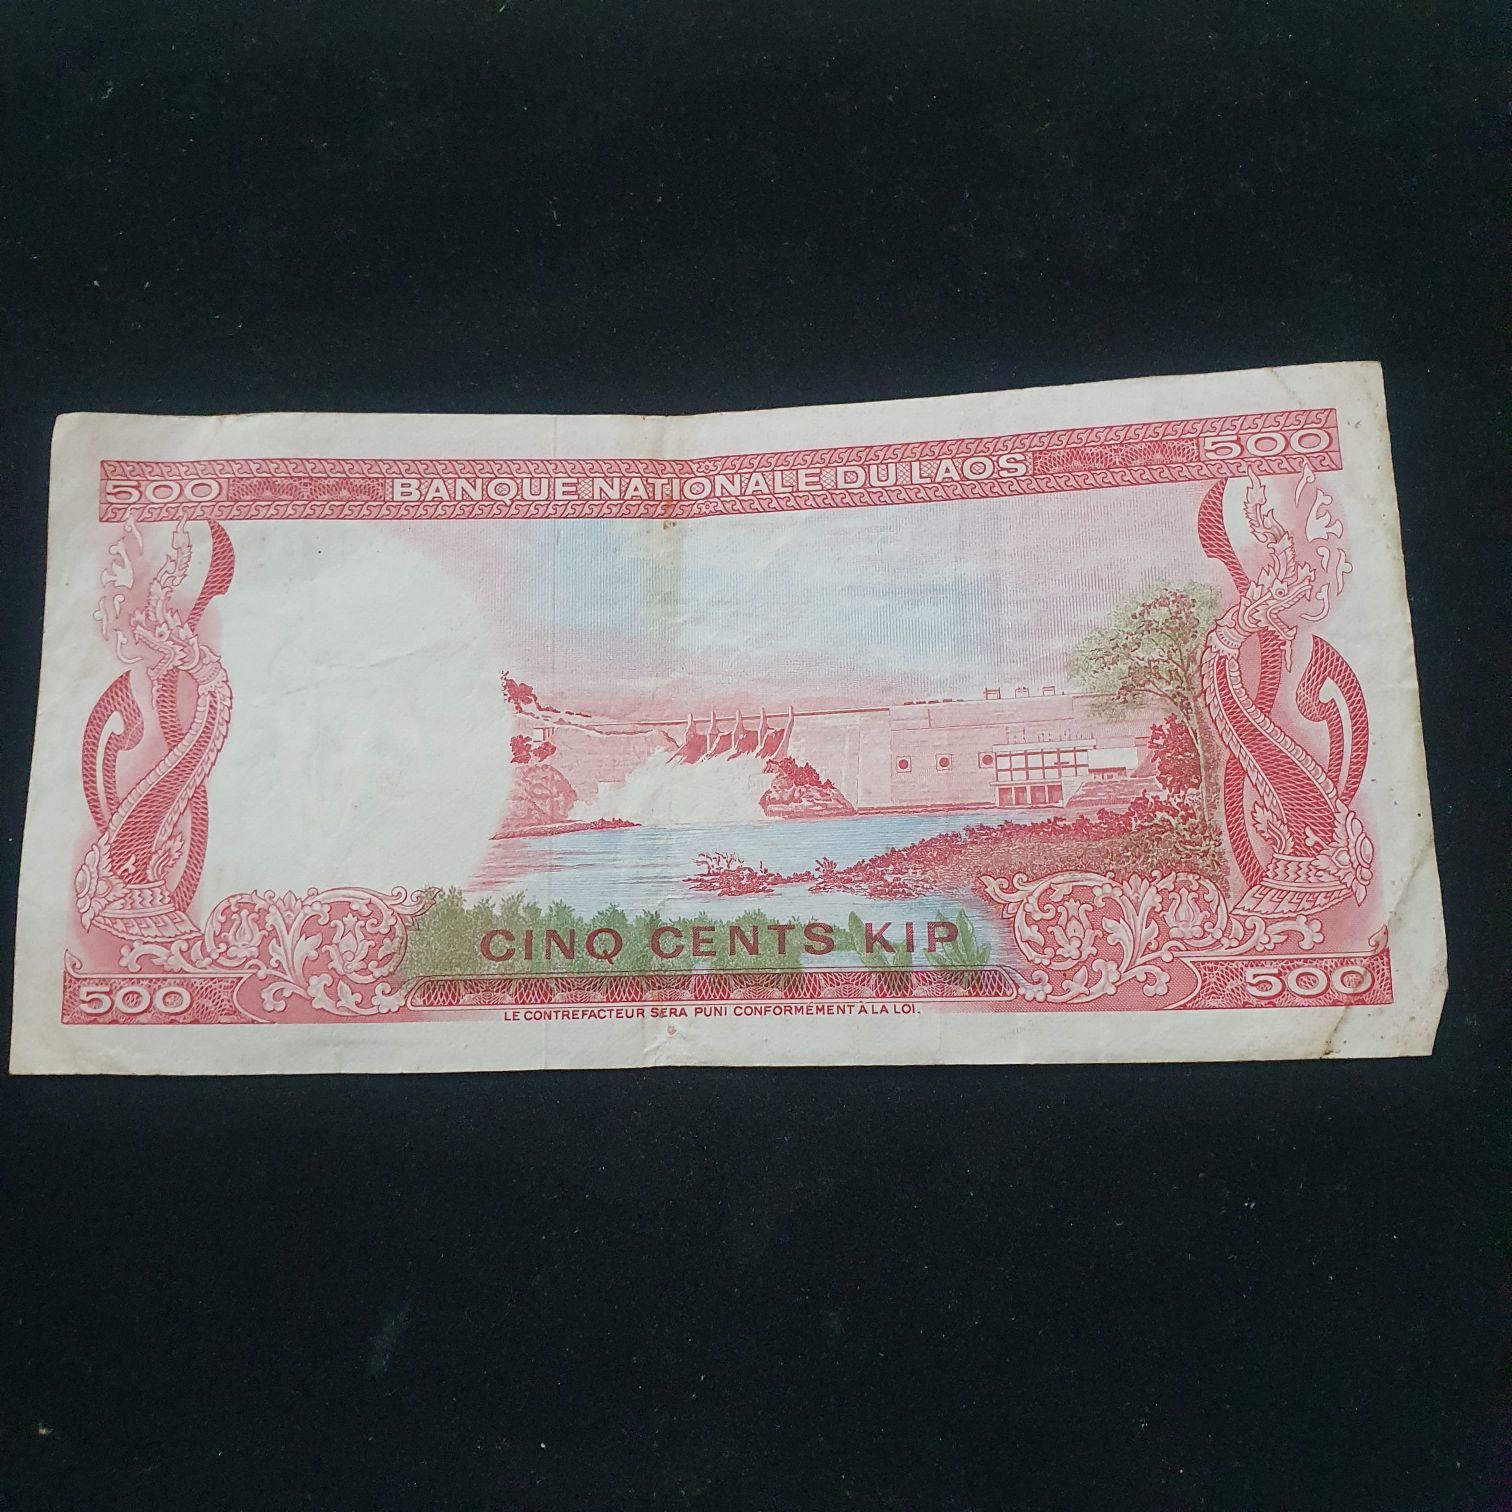 500 BANQUE NATIONALE DU LAOS 500
CINQ CENTS KIP
500 500
LE CONTREFACTEUR SERA PUNI CONFORMÉMENT À LA LOI.